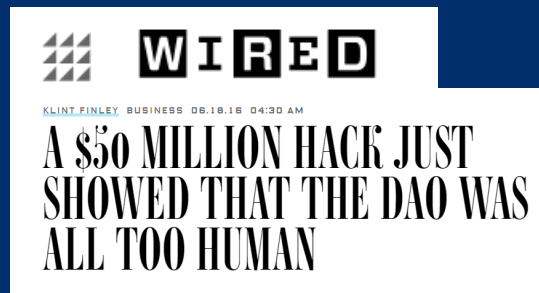 WIRED
KLINT FINLEY BUSINESS 06.18.16 04:30 AM
A $50 MILLION HACK JUST
SHOWED THAT THE DAO WAS
ALL TOO HUMAN